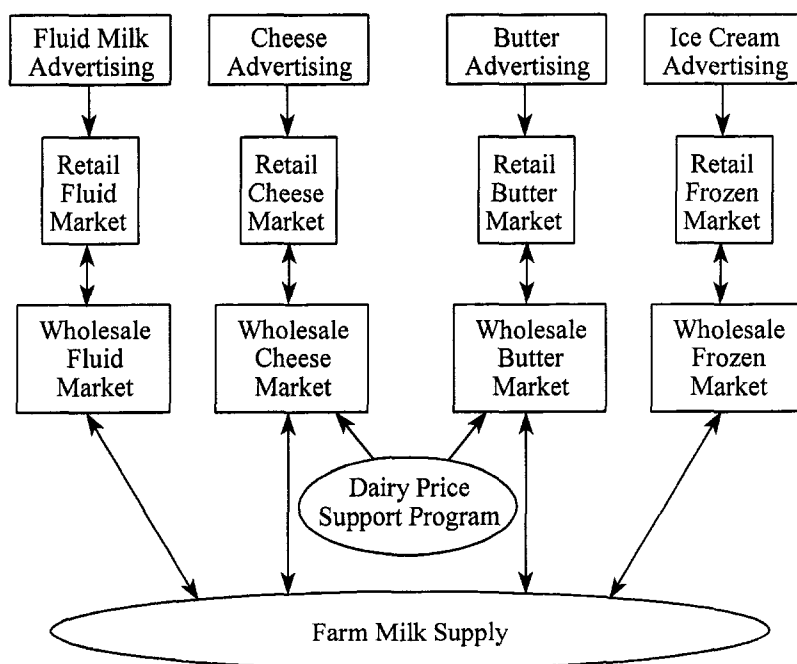 Fluid Milk
Advertising
Cheese
Advertising
Butter
Advertising
Ice Cream
Advertising
Retail
Fluid
Market
Retail
Cheese
Market
Retail
Butter
Market
Retail
Frozen
Market
Wholesale
Fluid
Market
Wholesale
Cheese
Market
Wholesale
Butter
Market
Wholesale
Frozen
Market
Dairy Price
Support Program
Farm Milk Supply